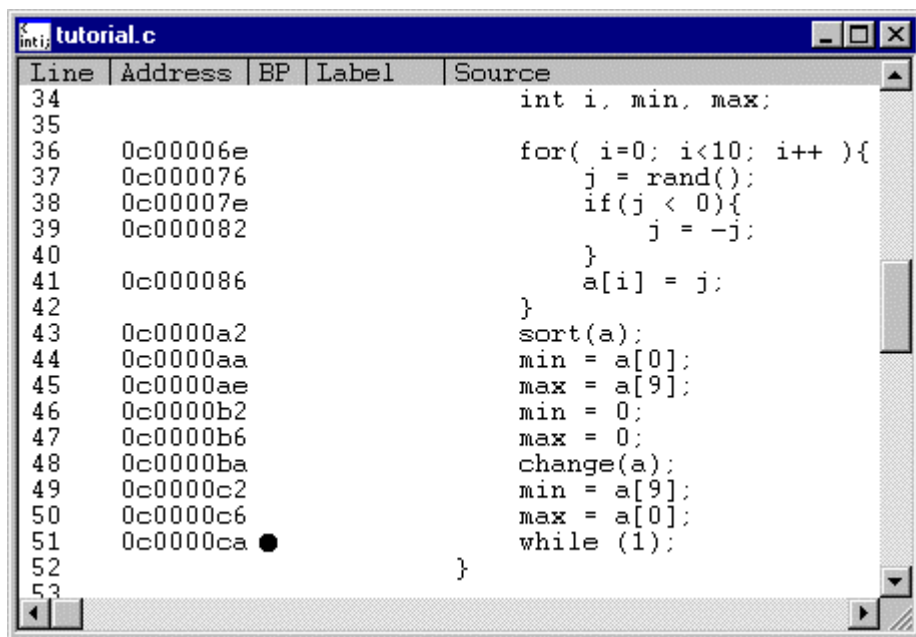 inti; tutorial.c
Line Address BP Label Source
34 int i, min, max;
35
36 0c00006e for( i=0; i<10; i++ ){
37 0c000076 j = rand();
38 0c00007e if(j < 0){
39 0c000082 j = -j;
40 }
41 0c000086 a[i] = j;
42 }
43 0c0000a2 sort(a);
44 0c0000aa min = a[0];
45 0c0000ae max = a[9];
46 0c0000b2 min = 0;
47 0c0000b6 max = 0;
48 0c0000ba change(a);
49 0c0000c2 min = a[9];
50 0c0000c6 max = a[0];
51 0c0000ca ● while (1);
52 }
53